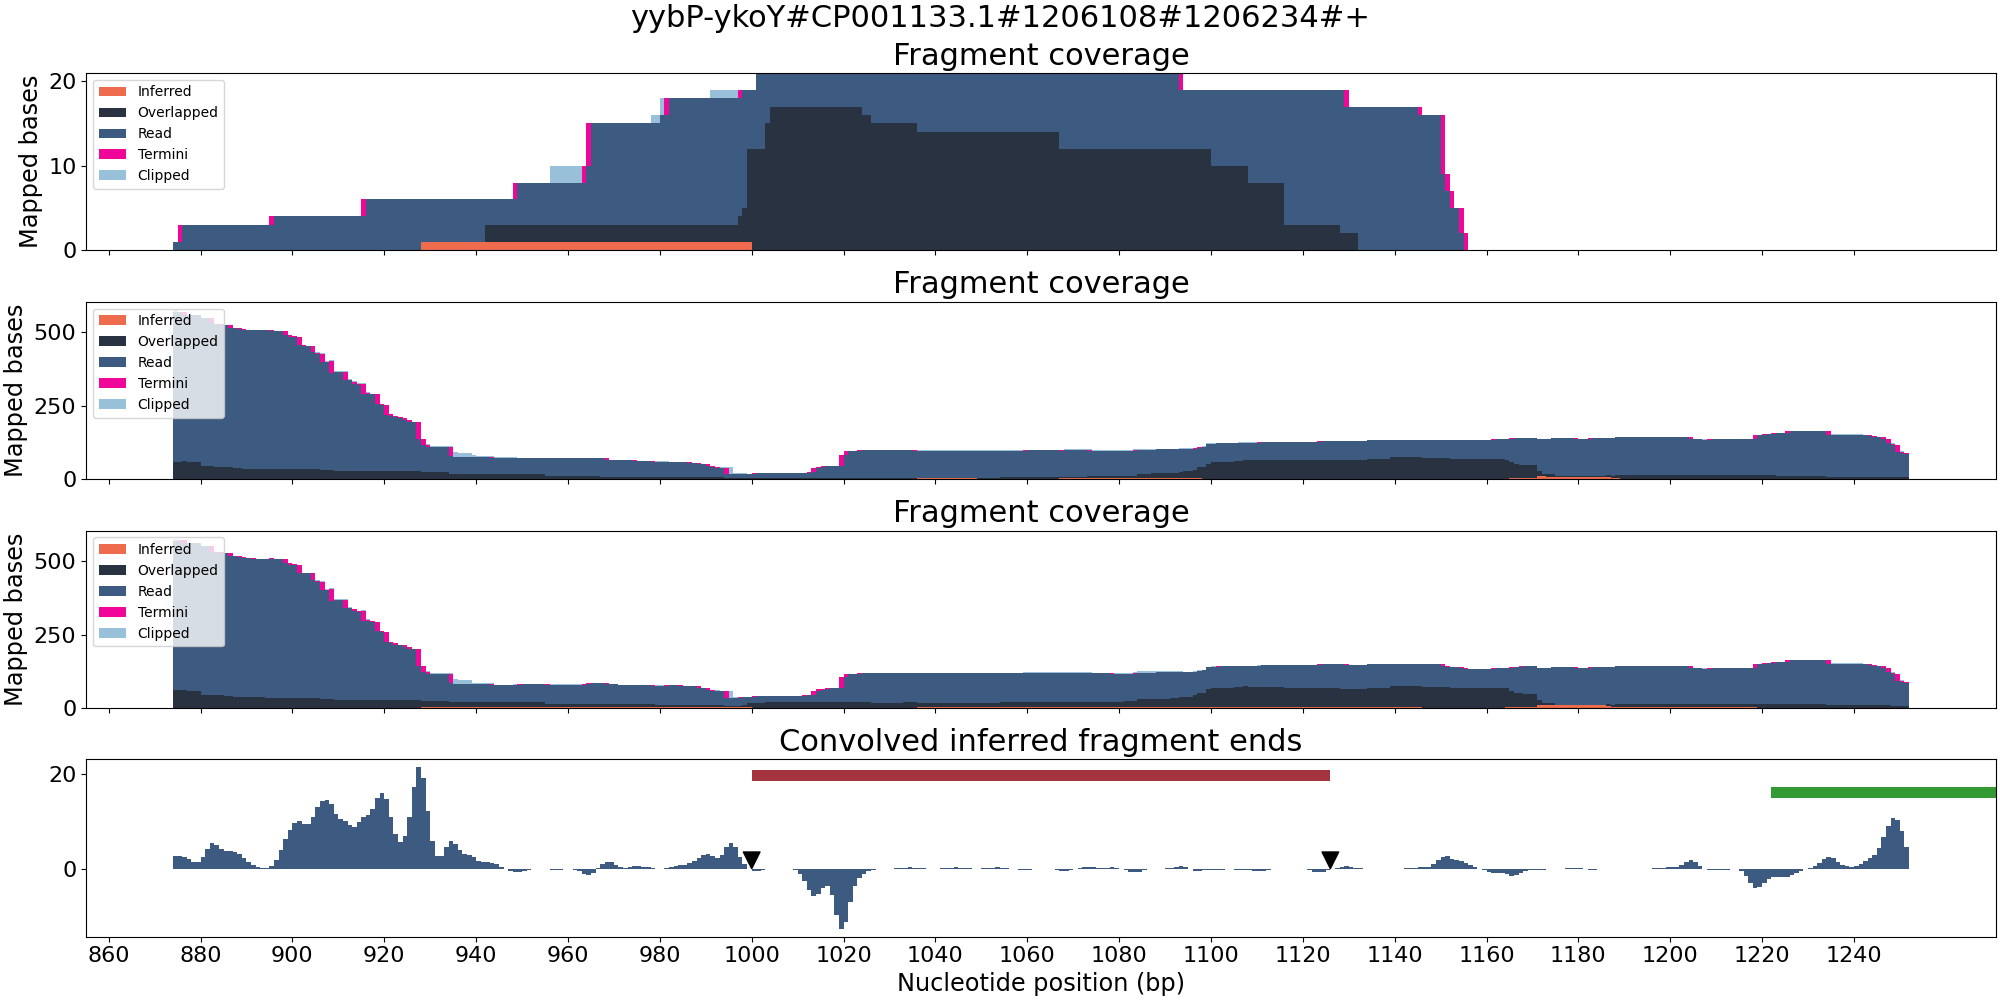 yybP-ykoY#CP001133.1#1206108#1206234#+
Fragment coverage
Mapped bases
20
10
0
Inferred
Overlapped
Read
Termini
Clipped
Fragment coverage
Mapped bases
500
250
0
Inferred
Overlapped
Read
Termini
Clipped
Fragment coverage
Mapped bases
500
250
0
Inferred
Overlapped
Read
Termini
Clipped
Convolved inferred fragment ends
20
0
860 880 900 920 940 960 980 1000 1020 1040 1060 1080 1100 1120 1140 1160 1180 1200 1220 1240
Nucleotide position (bp)